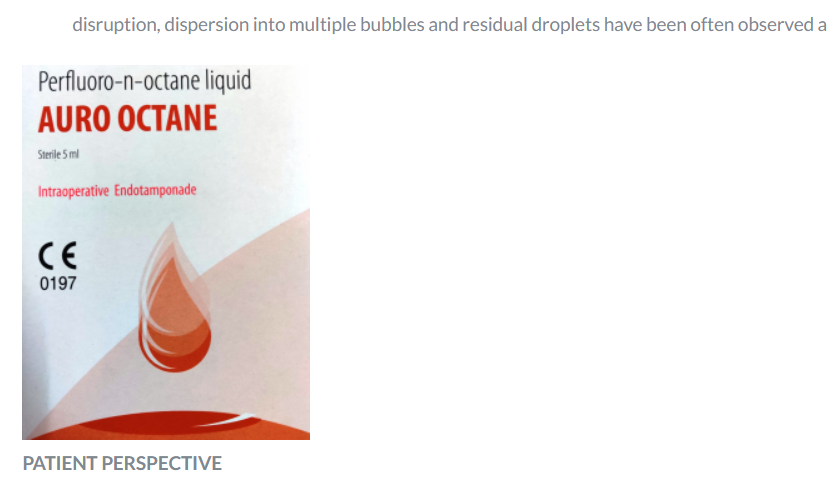 disruption, dispersion into multiple bubbles and residual droplets have been often observed a
Perfluoro-n-octane liquid
AURO OCTANE
Sterile 5 ml
Intraoperative Endotamponade
CE
0197
PATIENT PERSPECTIVE